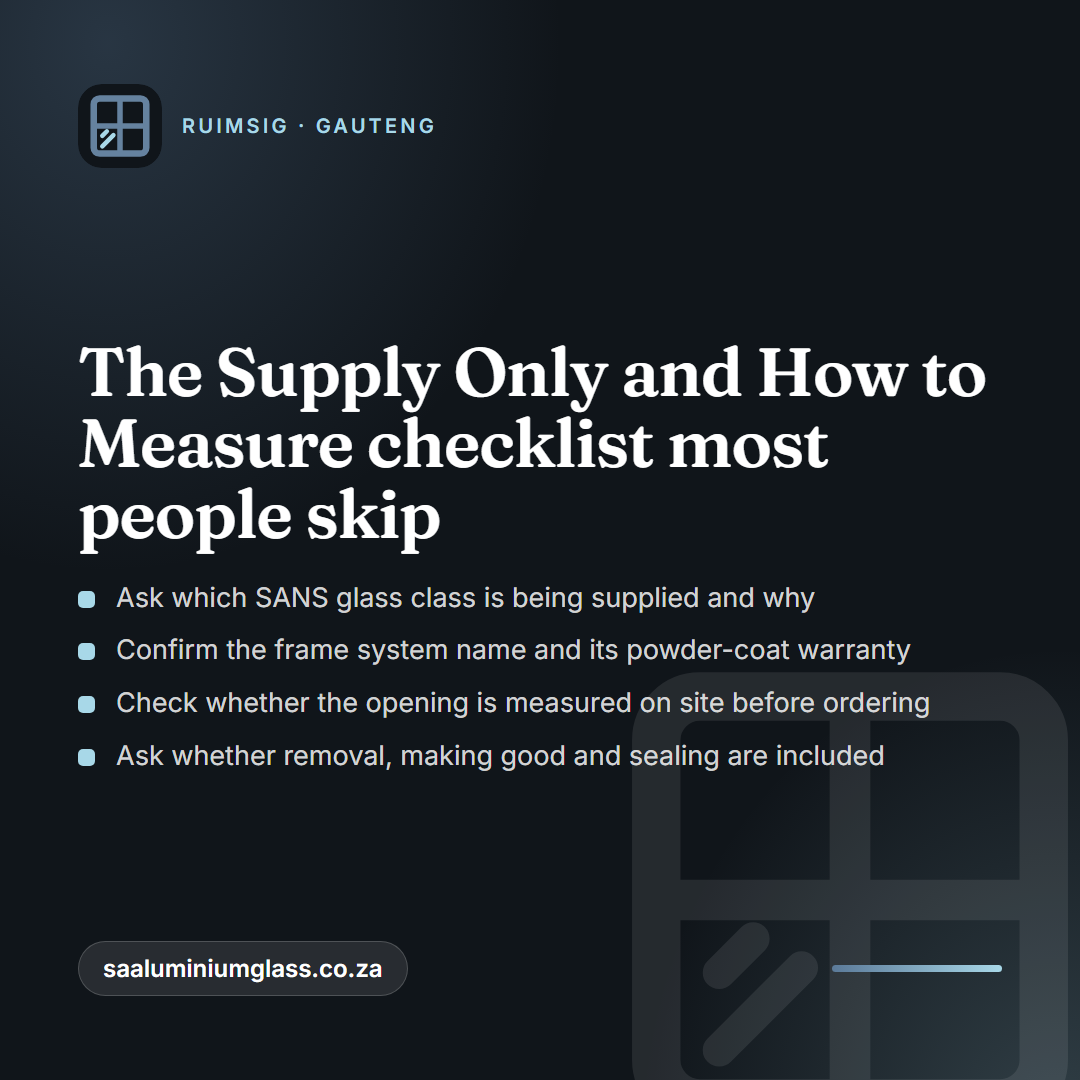 RUIMSIG · GAUTENG
The Supply Only and How to
Measure checklist most
people skip
Ask which SANS glass class is being supplied and why
Confirm the frame system name and its powder-coat warranty
Check whether the opening is measured on site before ordering
Ask whether removal, making good and sealing are included
saaluminiumglass.co.za